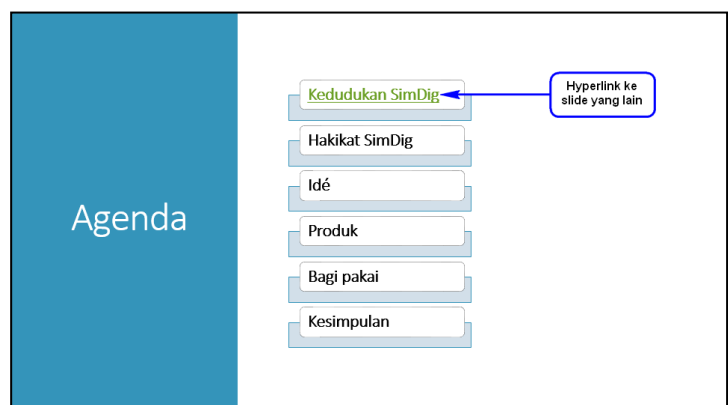 Agenda
Kedudukan SimDig
Hyperlink ke
slide yang lain
Hakikat SimDig
Idé
Produk
Bagi pakai
Kesimpulan